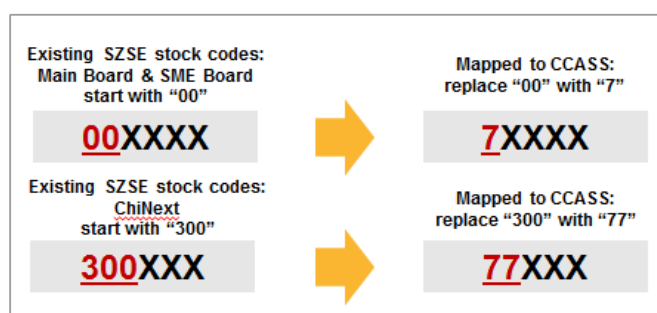 Existing SZSE stock codes:
Main Board & SME Board
start with “00”
00XXXX
Mapped to CCASS:
replace “00” with “7”
7XXXX
Existing SZSE stock codes:
ChiNext
start with “300”
300XXX
Mapped to CCASS:
replace “300” with “77”
77XXX